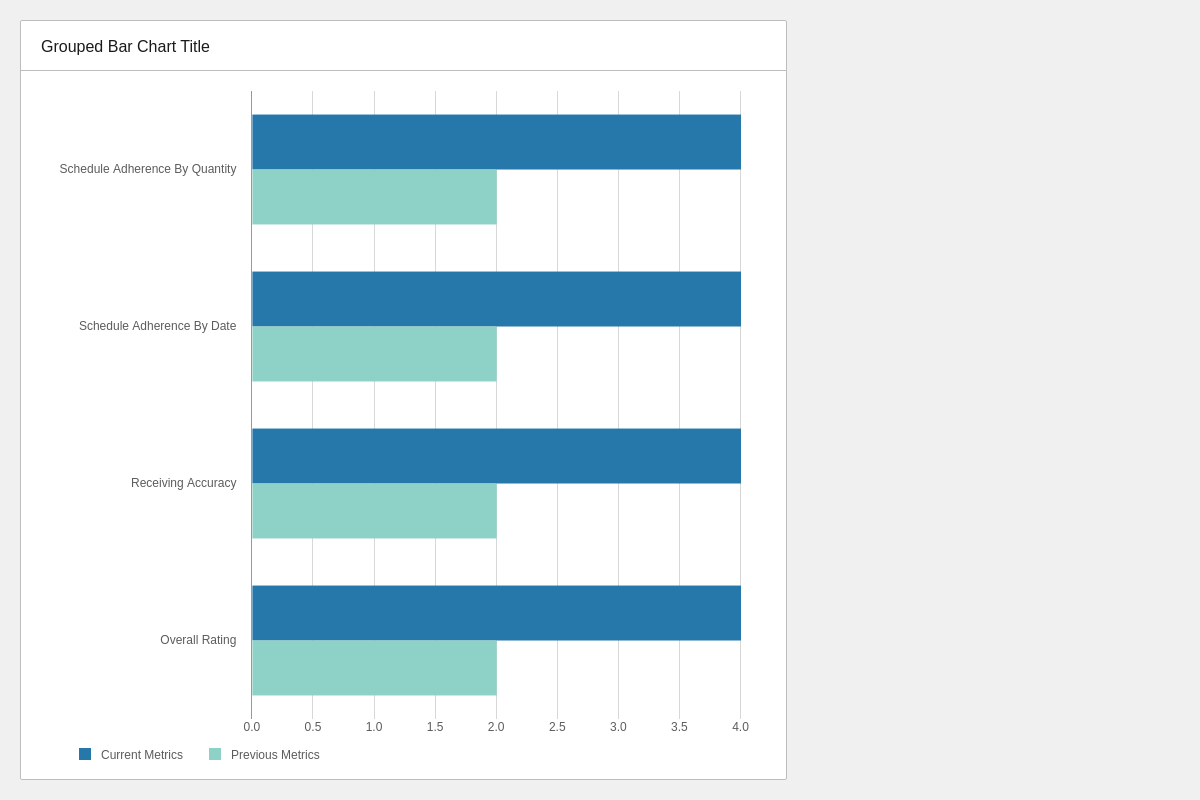 Grouped Bar Chart Title
Schedule Adherence By Quantity
Schedule Adherence By Date
Receiving Accuracy
Overall Rating
0.0 0.5 1.0 1.5 2.0 2.5 3.0 3.5 4.0
Current Metrics Previous Metrics